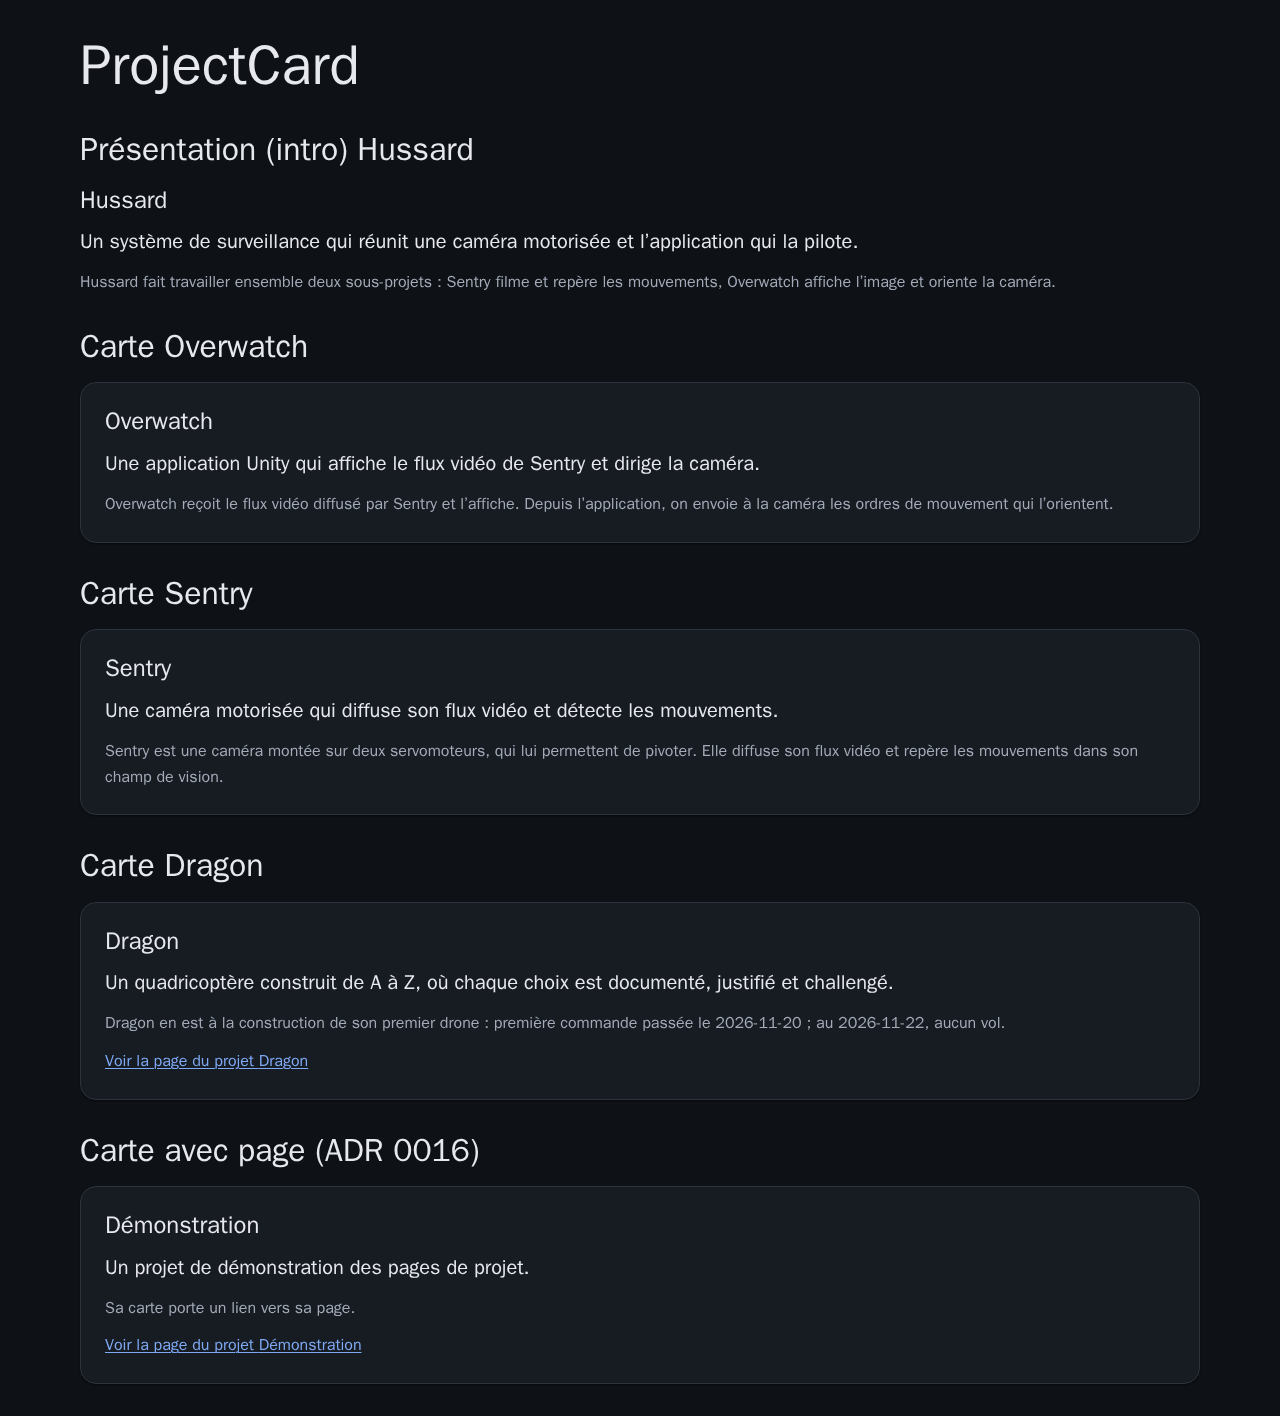 ProjectCard
Présentation (intro) Hussard
Hussard
Un système de surveillance qui réunit une caméra motorisée et l’application qui la pilote.
Hussard fait travailler ensemble deux sous-projets : Sentry filme et repère les mouvements, Overwatch affiche l’image et oriente la caméra.
Carte Overwatch
Overwatch
Une application Unity qui affiche le flux vidéo de Sentry et dirige la caméra.
Overwatch reçoit le flux vidéo diffusé par Sentry et l’affiche. Depuis l’application, on envoie à la caméra les ordres de mouvement qui l’orientent.
Carte Sentry
Sentry
Une caméra motorisée qui diffuse son flux vidéo et détecte les mouvements.
Sentry est une caméra montée sur deux servomoteurs, qui lui permettent de pivoter. Elle diffuse son flux vidéo et repère les mouvements dans son
champ de vision.
Carte Dragon
Dragon
Un quadricoptère construit de A à Z, où chaque choix est documenté, justifié et challengé.
Dragon en est à la construction de son premier drone : première commande passée le 2026-11-20 ; au 2026-11-22, aucun vol.
Voir la page du projet Dragon
Carte avec page (ADR 0016)
Démonstration
Un projet de démonstration des pages de projet.
Sa carte porte un lien vers sa page.
Voir la page du projet Démonstration